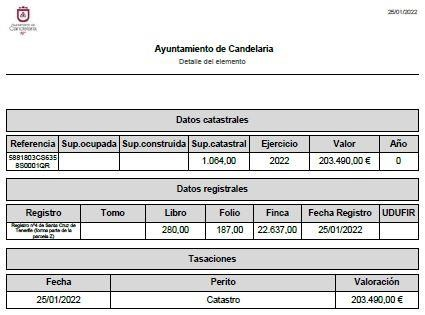 25/01/2022
Ayuntamiento de
Candelaria
Ayuntamiento de Candelaria
Detalle del elemento
Datos catastrales
Referencia Sup.ocupada Sup.construida Sup.catastral Ejercicio Valor Año
5881803CS635 1.064,00 2022 203.490,00 € 0
8S0001QR
Datos registrales
Registro Tomo Libro Folio Finca Fecha Registro UDUFIR
Registro nº4 de Santa Cruz de 280,00 187,00 22.637,00 25/01/2022
Tenerife (forma parte de la
parcela 2)
Tasaciones
Fecha Perito Valoración
25/01/2022 Catastro 203.490,00 €